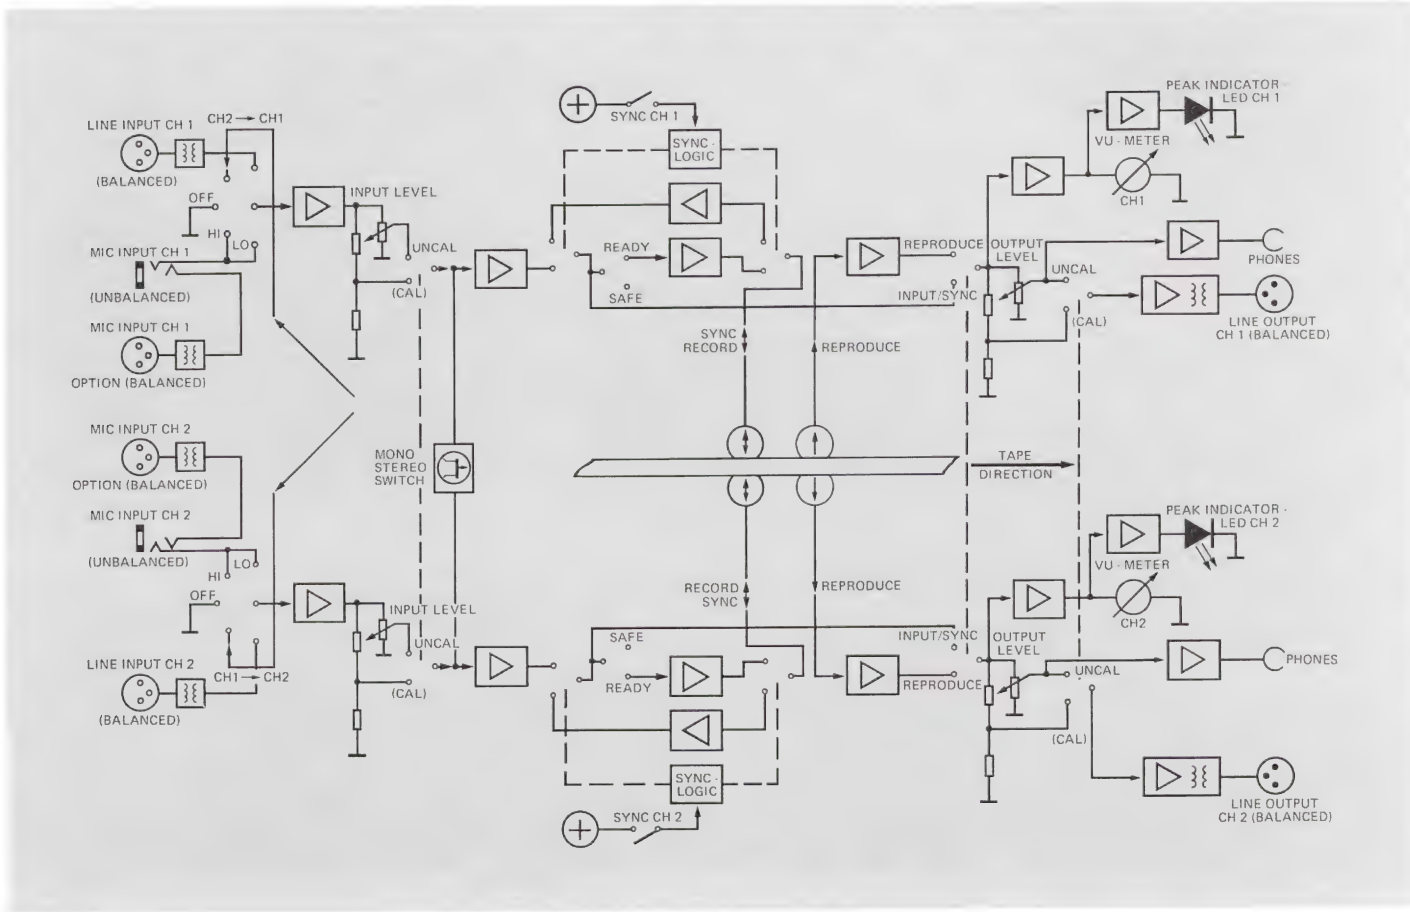 PEAK INDICATOR -
LED CH 1
VU - METER
CH1
SYNC CH 1
SYNC -
LOGIC
LINE INPUT CH 1
CH2 → CH1
(BALANCED)
OFF
INPUT LEVEL
HI
LO
MIC INPUT CH 1
(UNBALANCED)
UNCAL
(CAL)
READY
SAFE
REPRODUCE
OUTPUT
LEVEL
INPUT/SYNC
UNCAL
(CAL)
PHONES
LINE OUTPUT
CH 1 (BALANCED)
MIC INPUT CH 1
OPTION (BALANCED)
SYNC
RECORD
REPRODUCE
MIC INPUT CH 2
OPTION (BALANCED)
MONO
STEREO
SWITCH
TAPE
DIRECTION
MIC INPUT CH 2
(UNBALANCED)
LO
HI
OFF
INPUT LEVEL
RECORD
SYNC
REPRODUCE
PEAK INDICATOR -
LED CH 2
VU - METER
CH2
LINE INPUT CH 2
CH1 → CH2
(BALANCED)
UNCAL
(CAL)
SAFE
READY
INPUT/SYNC
OUTPUT
LEVEL
REPRODUCE
UNCAL
(CAL)
PHONES
SYNC -
LOGIC
SYNC CH 2
LINE OUTPUT
CH 2 (BALANCED)